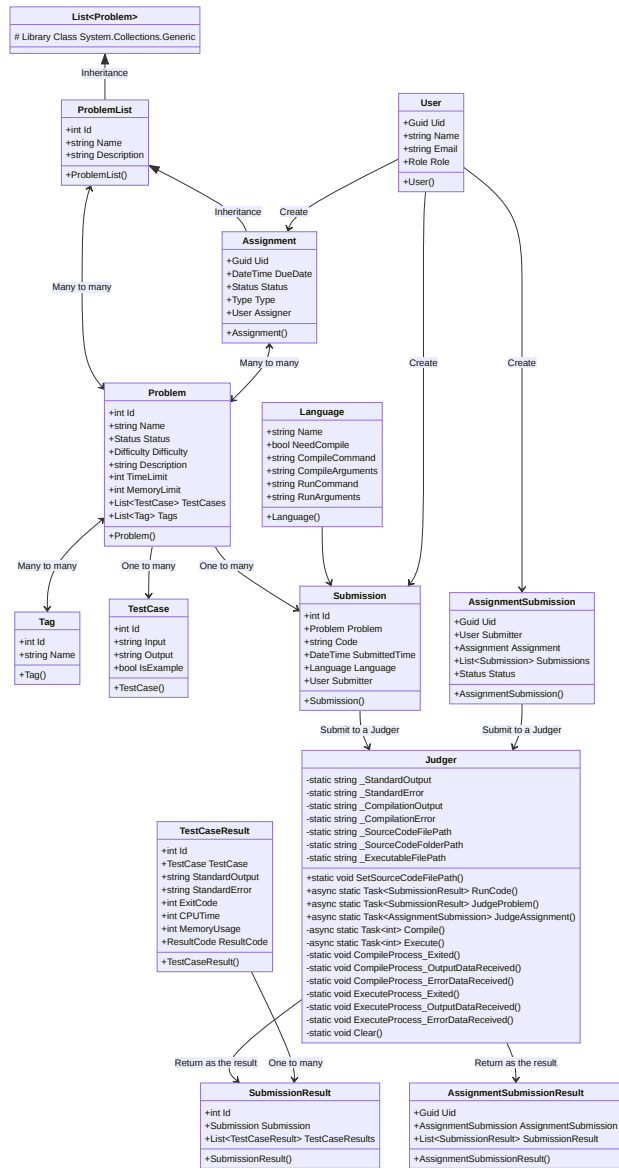 List<Problem>
# Library Class System.Collections.Generic
Inheritance
ProblemList
+int Id
+string Name
+string Description
+ProblemList()
User
+Guid Uid
+string Name
+string Email
+Role Role
+User()
Inheritance
Create
Assignment
+Guid Uid
+DateTime DueDate
+Status Status
+Type Type
+User Assigner
+Assignment()
Many to many
Many to many
Create
Create
Problem
+int Id
+string Name
+Status Status
+Difficulty Difficulty
+string Description
+int TimeLimit
+int MemoryLimit
+List<TestCase> TestCases
+List<Tag> Tags
+Problem()
Language
+string Name
+bool NeedCompile
+string CompileCommand
+string CompileArguments
+string RunCommand
+string RunArguments
+Language()
Many to many
One to many
One to many
Tag
+int Id
+string Name
+Tag()
TestCase
+int Id
+string Input
+string Output
+bool IsExample
+TestCase()
Submission
+int Id
+Problem Problem
+string Code
+DateTime SubmittedTime
+Language Language
+User Submitter
+Submission()
AssignmentSubmission
+Guid Uid
+User Submitter
+Assignment Assignment
+List<Submission> Submissions
+Status Status
+AssignmentSubmission()
Submit to a Judger
Submit to a Judger
Judger
-static string _StandardOutput
-static string _StandardError
-static string _CompilationOutput
-static string _CompilationError
-static string _SourceCodeFilePath
-static string _SourceCodeFolderPath
-static string _ExecutableFilePath
+static void SetSourceCodeFilePath()
+async static Task<SubmissionResult> RunCode()
+async static Task<SubmissionResult> JudgeProblem()
+async static Task<AssignmentSubmission> JudgeAssignment()
-async static Task<int> Compile()
-async static Task<int> Execute()
-static void CompileProcess_Exited()
-static void CompileProcess_OutputDataReceived()
-static void CompileProcess_ErrorDataReceived()
-static void ExecuteProcess_Exited()
-static void ExecuteProcess_OutputDataReceived()
-static void ExecuteProcess_ErrorDataReceived()
-static void Clear()
TestCaseResult
+int Id
+TestCase TestCase
+string StandardOutput
+string StandardError
+int ExitCode
+int CPUTime
+int MemoryUsage
+ResultCode ResultCode
+TestCaseResult()
Return as the result
One to many
Return as the result
SubmissionResult
+int Id
+Submission Submission
+List<TestCaseResult> TestCaseResults
+SubmissionResult()
AssignmentSubmissionResult
+Guid Uid
+AssignmentSubmission AssignmentSubmission
+List<SubmissionResult> SubmissionResult
+AssignmentSubmissionResult()